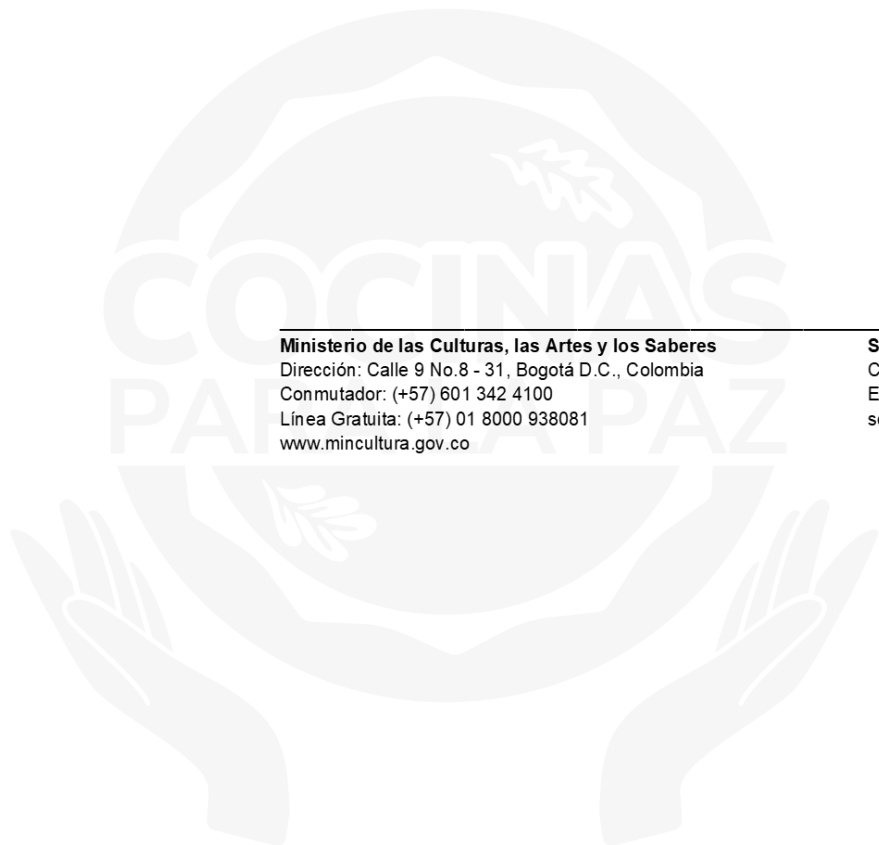 COCINAS
PARA LA PAZ
Ministerio de las Culturas, las Artes y los Saberes
Dirección: Calle 9 No.8 - 31, Bogotá D.C., Colombia
Conmutador: (+57) 601 342 4100
Línea Gratuita: (+57) 01 8000 938081
www.mincultura.gov.co